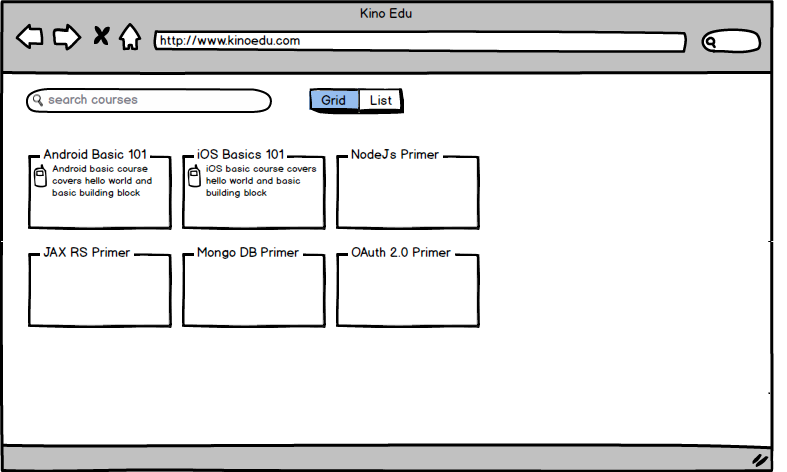 Kino Edu
http://www.kinoedu.com
search courses
Grid List
Android Basic 101
Android basic course
covers hello world and
basic building block
iOS Basics 101
iOS basic course covers
hello world and basic
building block
NodeJs Primer
JAX RS Primer
Mongo DB Primer
OAuth 2.0 Primer